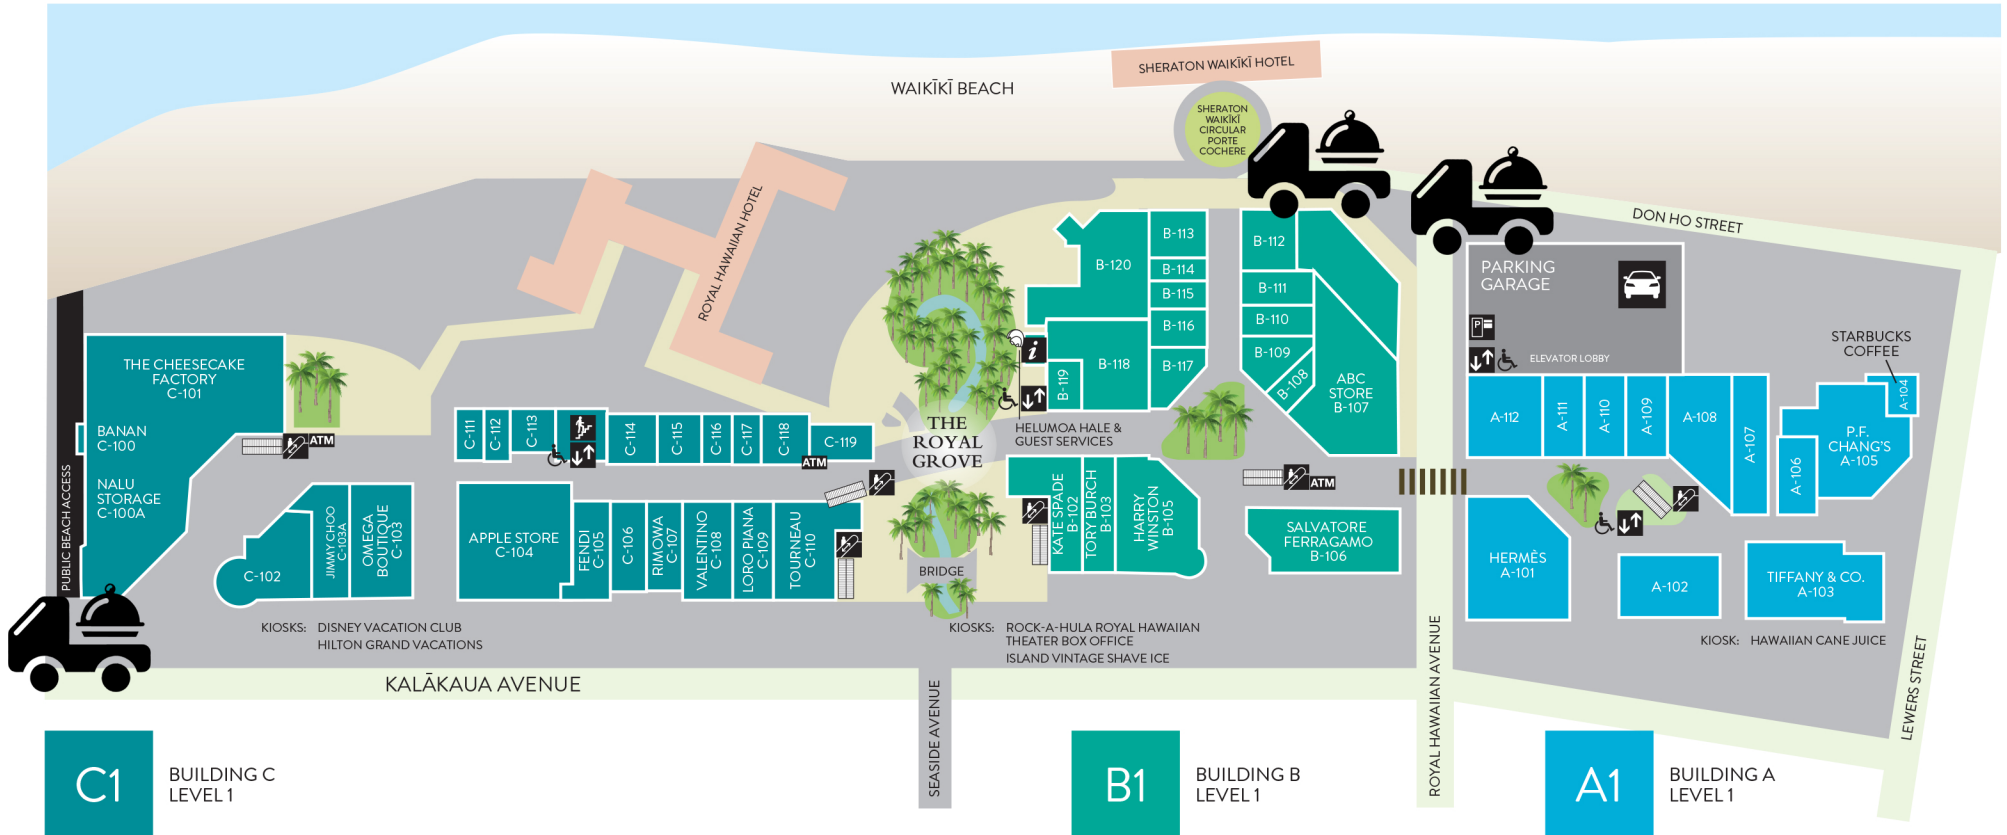 SHERATON WAIKĪKĪ HOTEL
WAIKĪKĪ BEACH
SHERATON
WAIKĪKĪ
CIRCULAR
PORTE
COCHERE
DON HO STREET
ROYAL HAWAIIAN HOTEL
PUBLIC BEACH ACCESS
THE CHEESECAKE
FACTORY
C-101
BANAN
C-100
NALU
STORAGE
C-100A
ATM
C-102
JIMMY CHOO
C-103A
OMEGA
BOUTIQUE
C-103
C-111
C-112
C-113
C-114
C-115
C-116
C-117
C-118
C-119
ATM
APPLE STORE
C-104
FENDI
C-105
C-106
RIMOWA
C-107
VALENTINO
C-108
LORO PIANA
C-109
TOURNEAU
C-110
THE
ROYAL
GROVE
BRIDGE
i
HELUMOA HALE &
GUEST SERVICES
B-120
B-113
B-114
B-115
B-116
B-117
B-118
B-119
B-112
B-111
B-110
B-109
B-108
ABC
STORE
B-107
KATE SPADE
B-102
TORY BURCH
B-103
HARRY
WINSTON
B-105
ATM
SALVATORE
FERRAGAMO
B-106
PARKING
GARAGE
P
ELEVATOR LOBBY
STARBUCKS
COFFEE
A-104
A-112
A-111
A-110
A-109
A-108
A-107
A-106
P.F.
CHANG'S
A-105
HERMÈS
A-101
A-102
TIFFANY & CO.
A-103
KIOSKS: DISNEY VACATION CLUB
HILTON GRAND VACATIONS
KIOSKS: ROCK-A-HULA ROYAL HAWAIIAN
THEATER BOX OFFICE
ISLAND VINTAGE SHAVE ICE
KIOSK: HAWAIIAN CANE JUICE
KALĀKAUA AVENUE
SEASIDE AVENUE
ROYAL HAWAIIAN AVENUE
LEWERS STREET
C1
BUILDING C
LEVEL 1
B1
BUILDING B
LEVEL 1
A1
BUILDING A
LEVEL 1